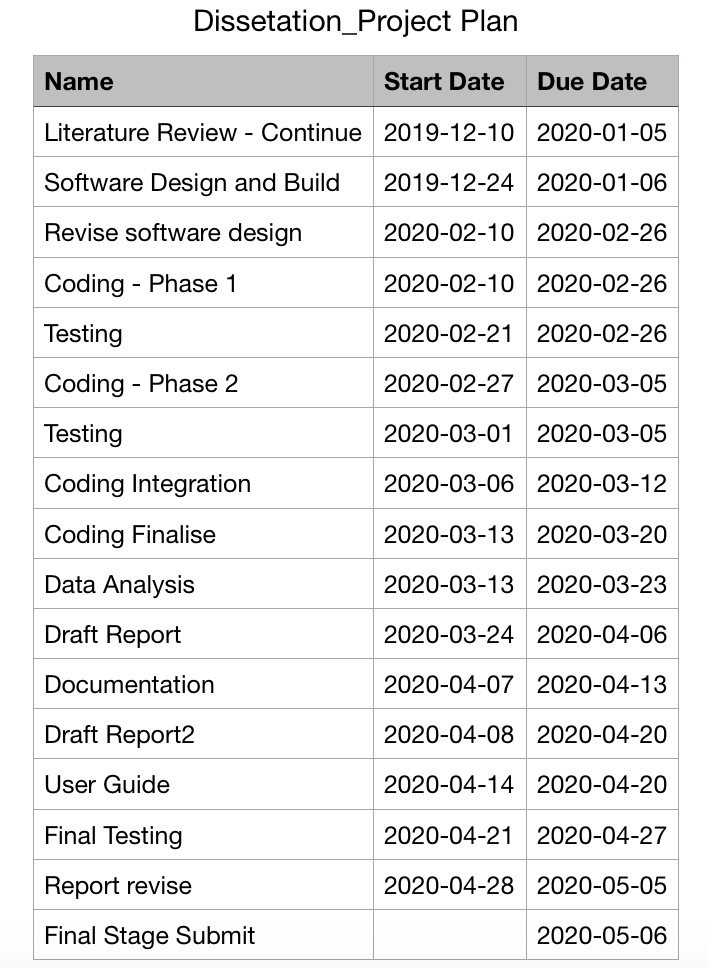 Dissetation_Project Plan
Name Start Date Due Date
Literature Review - Continue 2019-12-10 2020-01-05
Software Design and Build 2019-12-24 2020-01-06
Revise software design 2020-02-10 2020-02-26
Coding - Phase 1 2020-02-10 2020-02-26
Testing 2020-02-21 2020-02-26
Coding - Phase 2 2020-02-27 2020-03-05
Testing 2020-03-01 2020-03-05
Coding Integration 2020-03-06 2020-03-12
Coding Finalise 2020-03-13 2020-03-20
Data Analysis 2020-03-13 2020-03-23
Draft Report 2020-03-24 2020-04-06
Documentation 2020-04-07 2020-04-13
Draft Report2 2020-04-08 2020-04-20
User Guide 2020-04-14 2020-04-20
Final Testing 2020-04-21 2020-04-27
Report revise 2020-04-28 2020-05-05
Final Stage Submit 2020-05-06